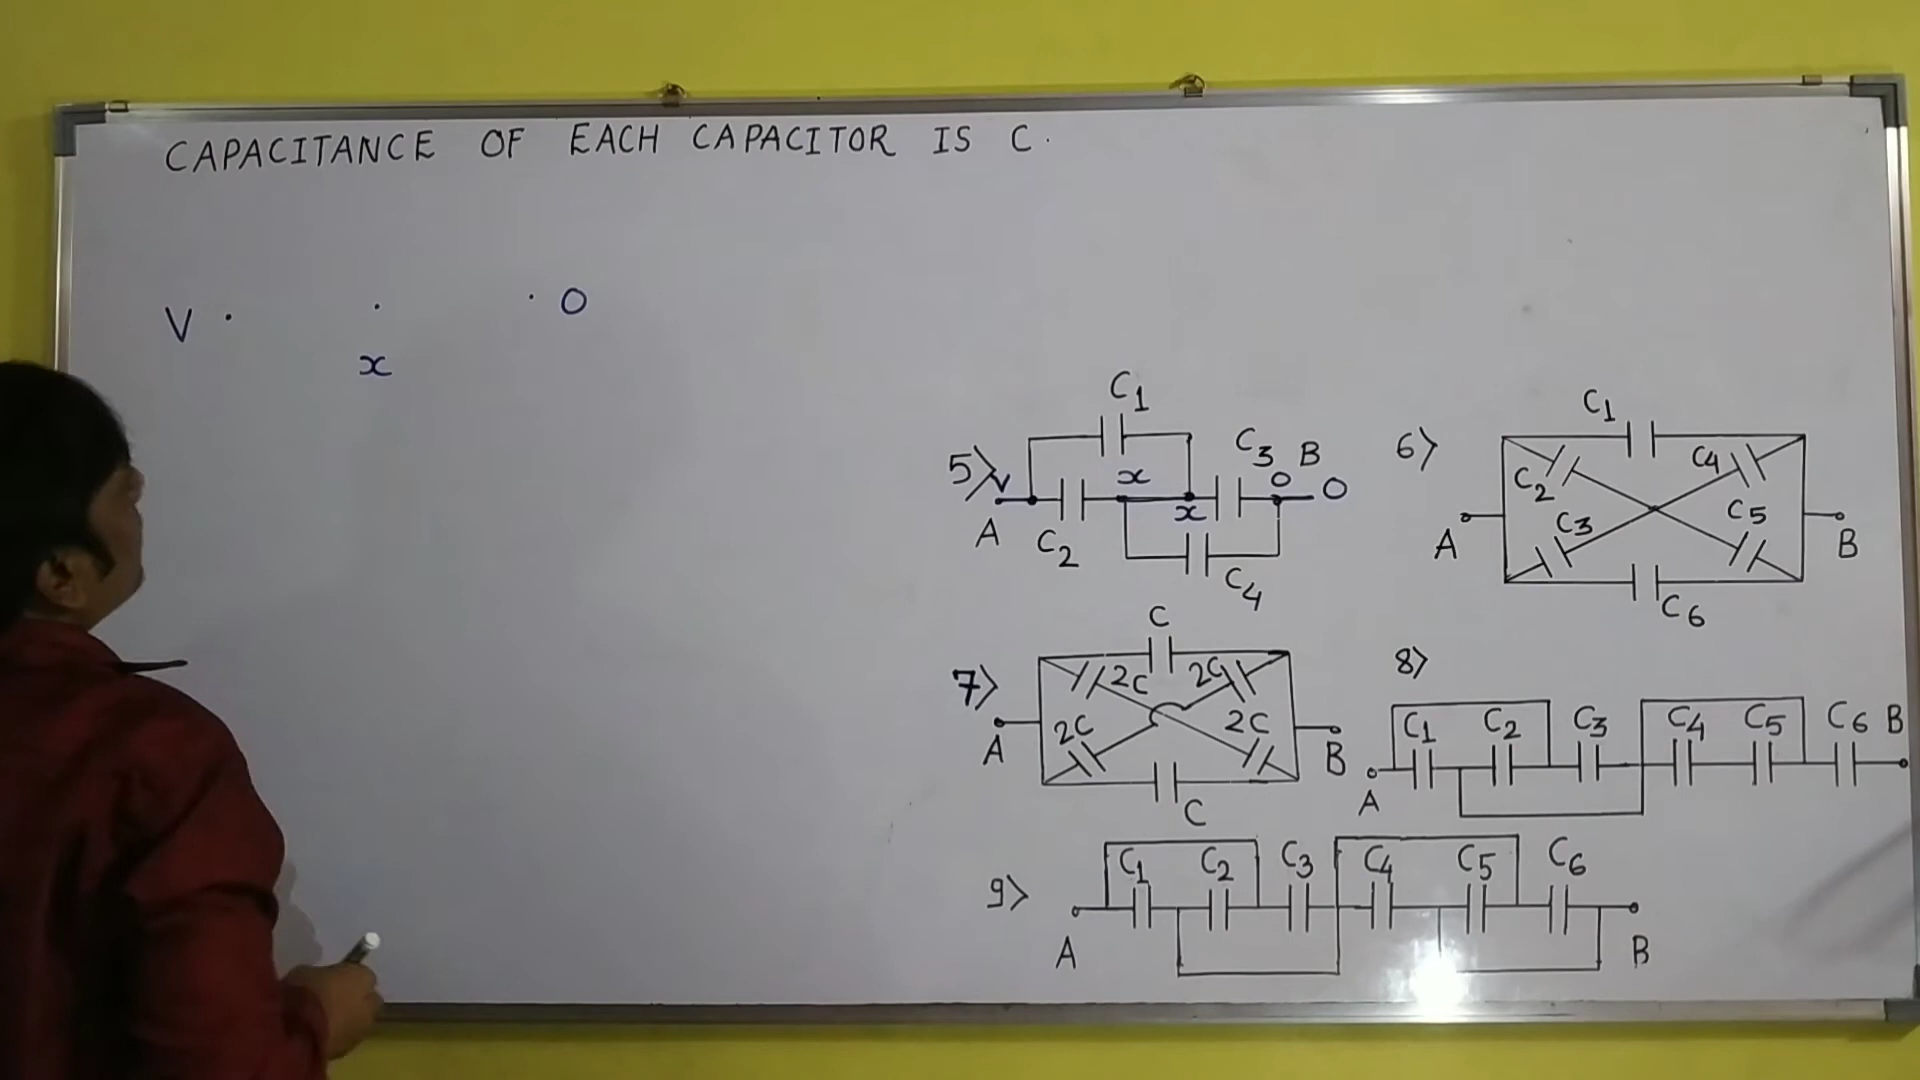 CAPACITANCE OF EACH CAPACITOR IS C.
V . . . O
x
5> V A C1 C2 x x C3 C4 O B O
6> A C1 C2 C3 C4 C5 C6 B
7> A C 2C 2C 2C 2C C B
8> A C1 C2 C3 C4 C5 C6 B
9> A C1 C2 C3 C4 C5 C6 B